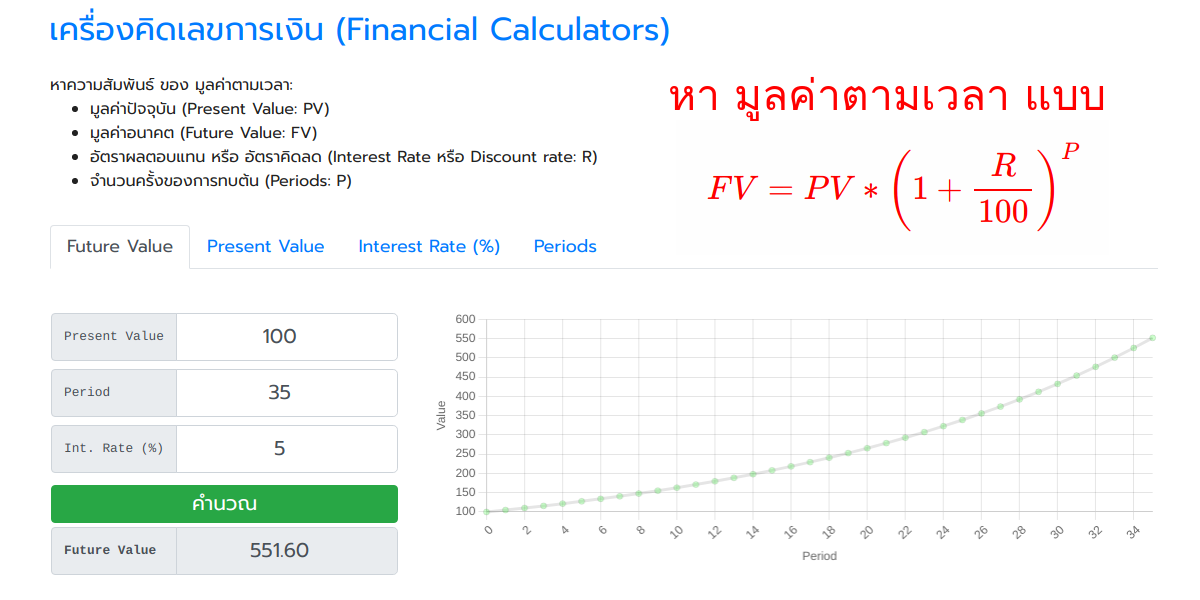 เครื่องคิดเลขการเงิน (Financial Calculators)
หาความสัมพันธ์ ของ มูลค่าตามเวลา:
มูลค่าปัจจุบัน (Present Value: PV)
มูลค่าอนาคต (Future Value: FV)
อัตราผลตอบแทน หรือ อัตราคิดลด (Interest Rate หรือ Discount rate: R)
จำนวนครั้งของการทบต้น (Periods: P)
หา มูลค่าตามเวลา แบบ
FV = PV * (1 + R/100)^P
Future Value Present Value Interest Rate (%) Periods
Present Value 100
Period 35
Int. Rate (%) 5
คำนวณ
Future Value 551.60
Value
600
550
500
450
400
350
300
250
200
150
100
0 2 4 6 8 10 12 14 16 18 20 22 24 26 28 30 32 34
Period